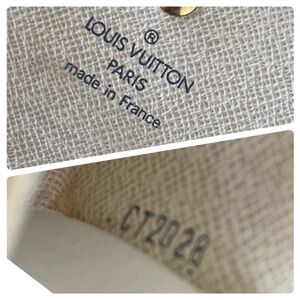 ®
LOUIS VUITTON
PARIS
made in France
CT2028